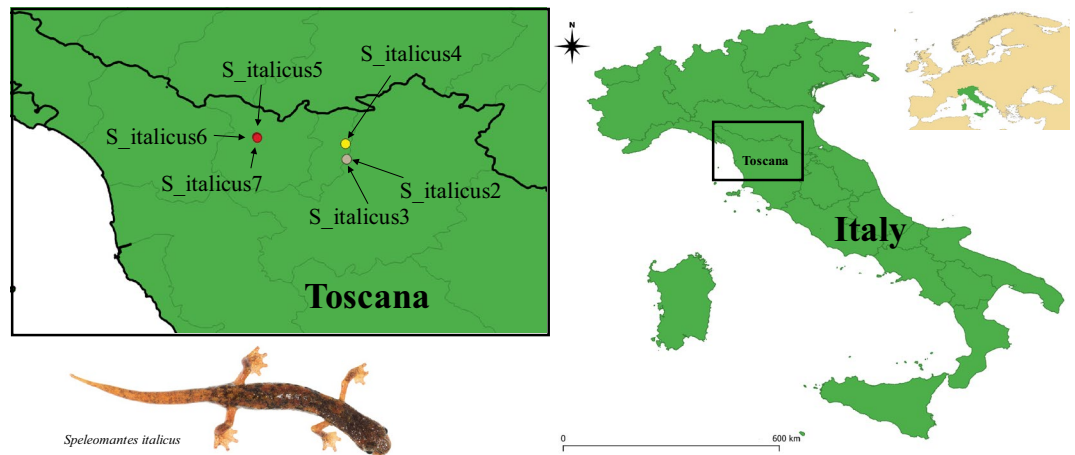 S_italicus4
S_italicus5
S_italicus6
S_italicus7
S_italicus2
S_italicus3
Toscana
Speleomantes italicus
N
Toscana
Italy
0
600 km